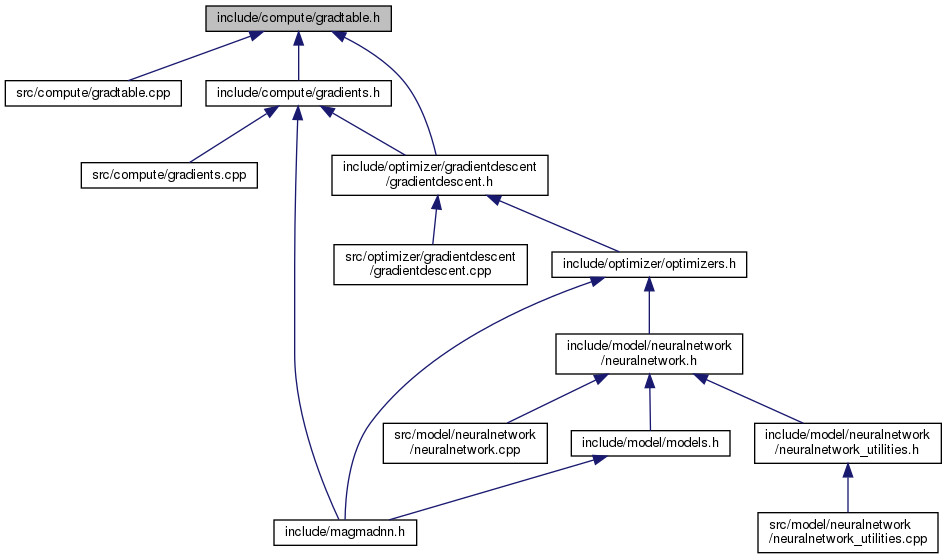 include/compute/gradtable.h
src/compute/gradtable.cpp
include/compute/gradients.h
src/compute/gradients.cpp
include/optimizer/gradientdescent
/gradientdescent.h
src/optimizer/gradientdescent
/gradientdescent.cpp
include/optimizer/optimizers.h
include/model/neuralnetwork
/neuralnetwork.h
src/model/neuralnetwork
/neuralnetwork.cpp
include/model/models.h
include/model/neuralnetwork
/neuralnetwork_utilities.h
include/magmadnn.h
src/model/neuralnetwork
/neuralnetwork_utilities.cpp